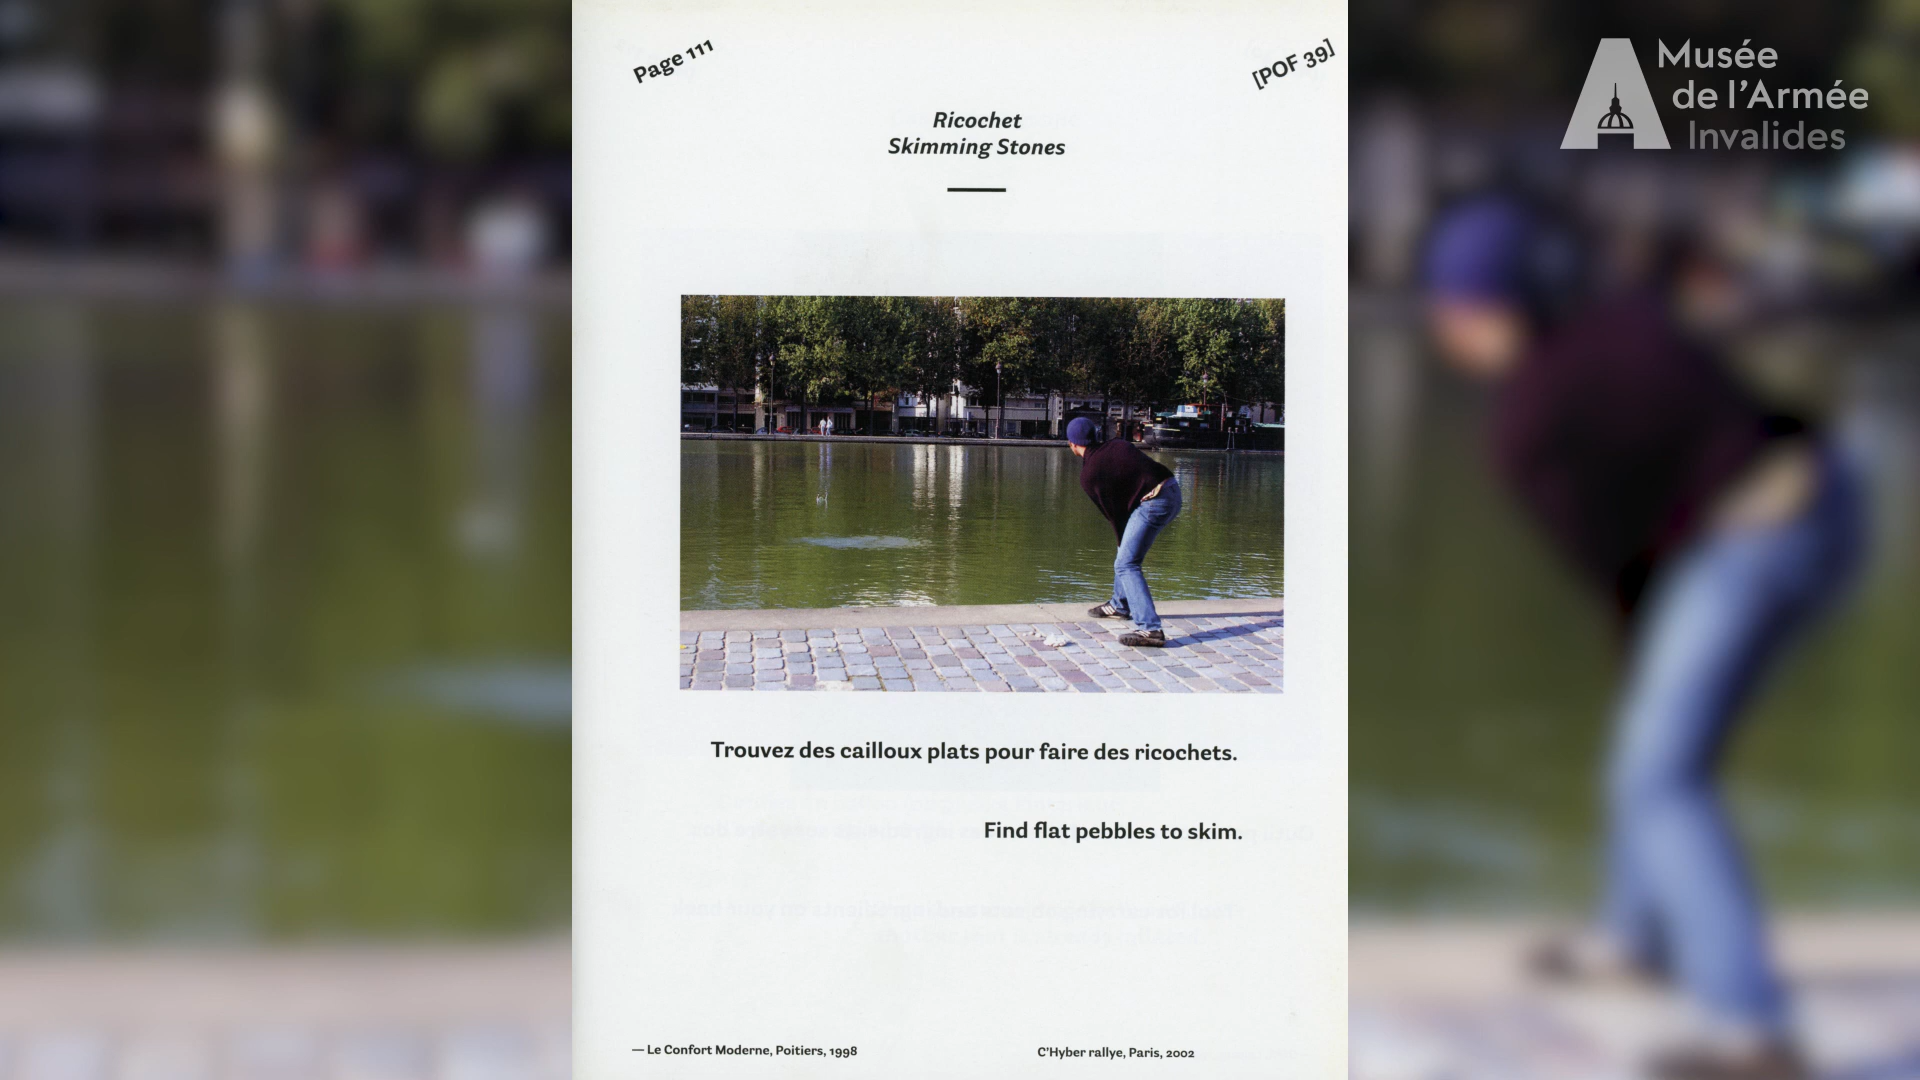 Page 111
[POF 39]
Musée
de l'Armée
Invalides
Ricochet
Skimming Stones
Trouvez des cailloux plats pour faire des ricochets.
Find flat pebbles to skim.
— Le Confort Moderne, Poitiers, 1998
C'Hyber rallye, Paris, 2002